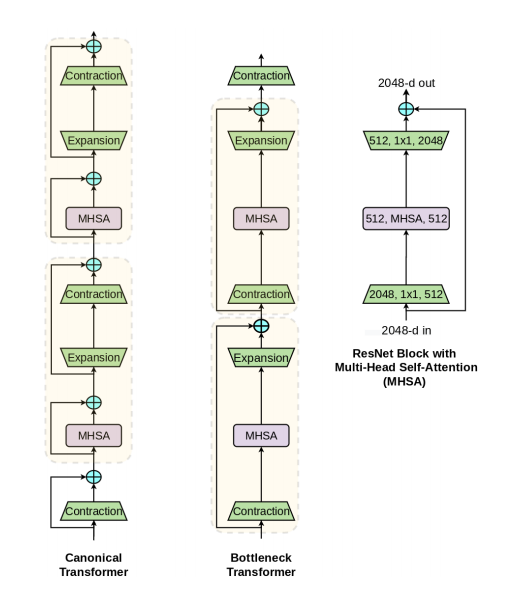 Contraction
Expansion
MHSA
Contraction
Expansion
MHSA
Contraction
Canonical
Transformer
Contraction
Expansion
MHSA
Contraction
Expansion
MHSA
Contraction
Bottleneck
Transformer
2048-d out
512, 1x1, 2048
512, MHSA, 512
2048, 1x1, 512
2048-d in
ResNet Block with
Multi-Head Self-Attention
(MHSA)